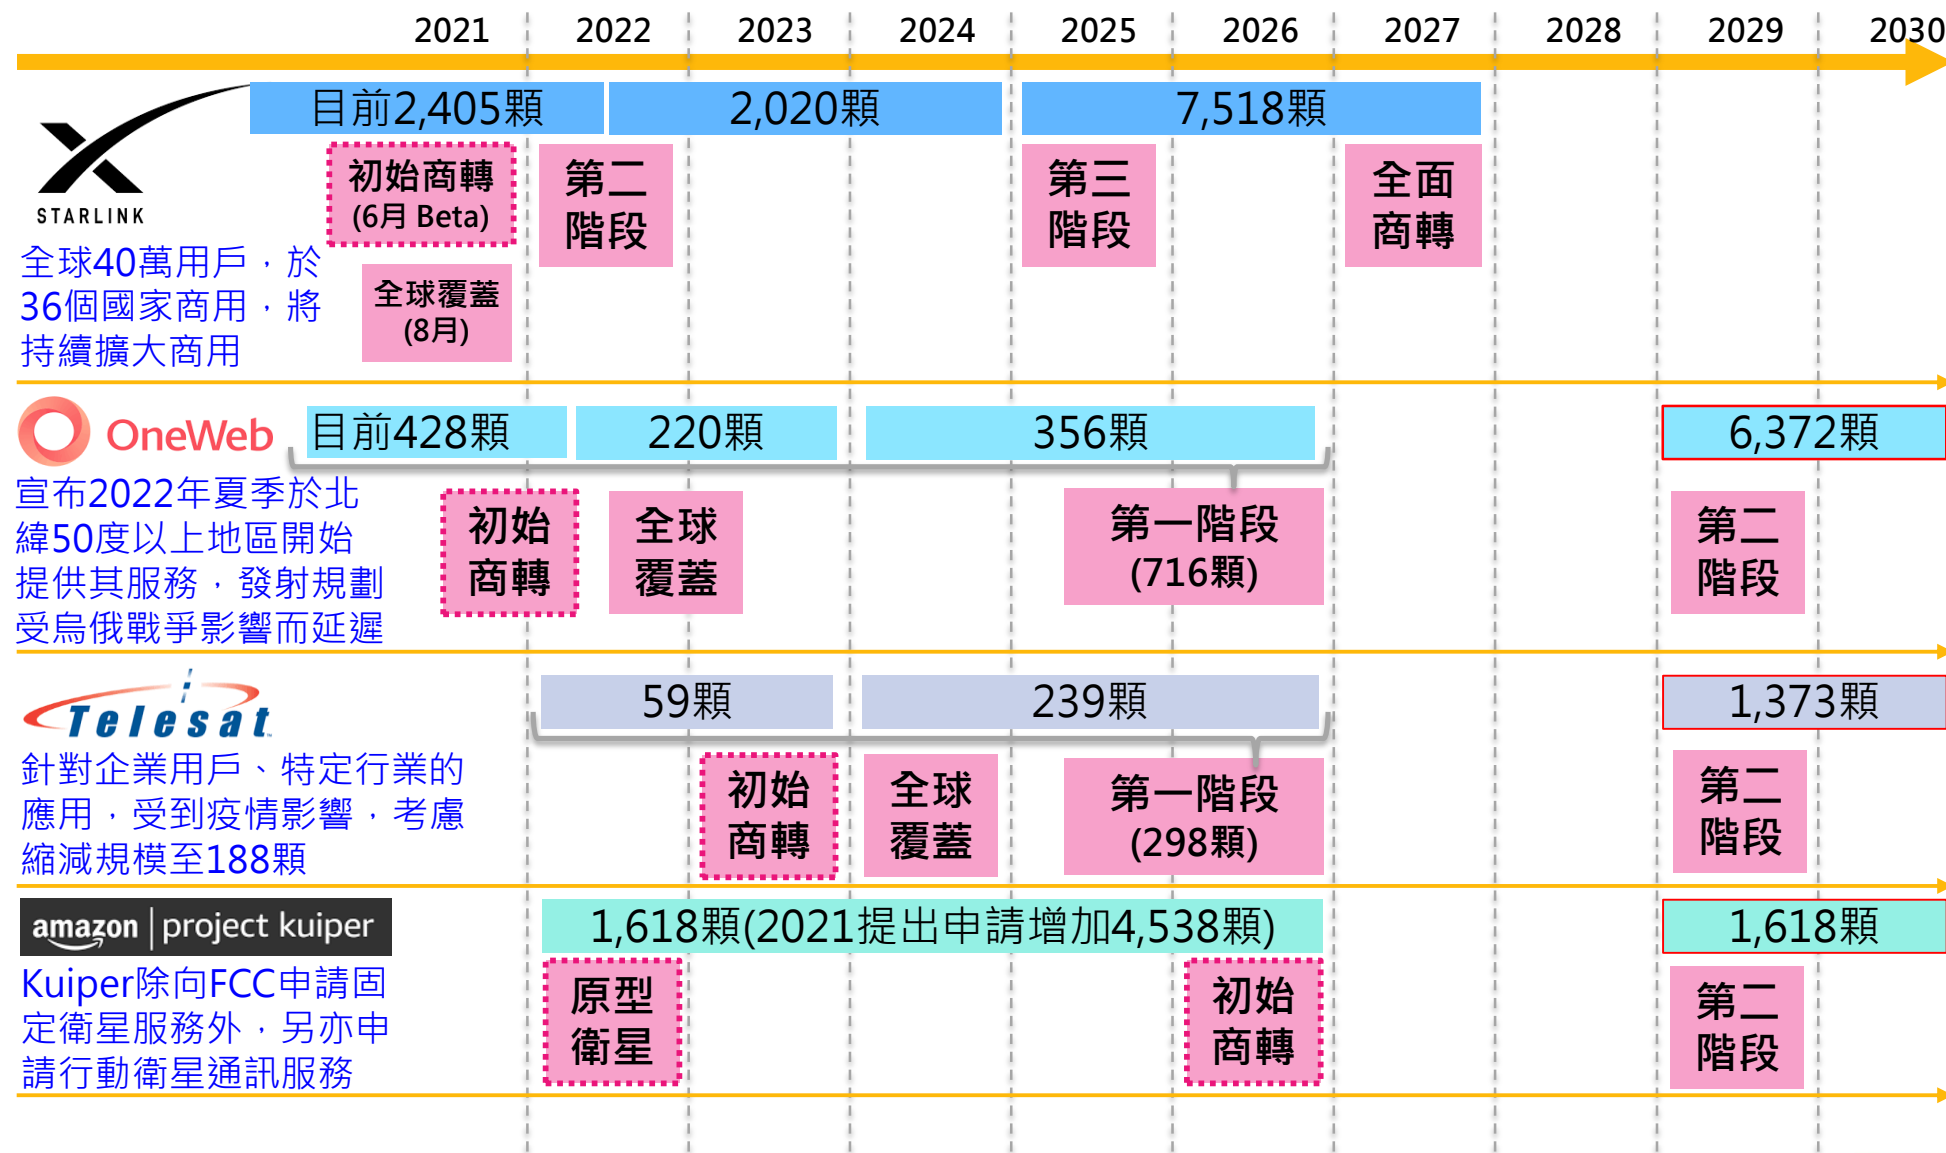 2021 2022 2023 2024 2025 2026 2027 2028 2029 2030
目前2,405顆 2,020顆 7,518顆
STARLINK
初始商轉
(6月 Beta)
第二
階段
第三
階段
全面
商轉
全球覆蓋
(8月)
全球40萬用戶，於
36個國家商用，將
持續擴大商用
OneWeb
目前428顆 220顆 356顆 6,372顆
初始
商轉
全球
覆蓋
第一階段
(716顆)
第二
階段
宣布2022年夏季於北
緯50度以上地區開始
提供其服務，發射規劃
受烏俄戰爭影響而延遲
Telesat
59顆 239顆 1,373顆
初始
商轉
全球
覆蓋
第一階段
(298顆)
第二
階段
針對企業用戶、特定行業的
應用，受到疫情影響，考慮
縮減規模至188顆
amazon | project kuiper
1,618顆(2021提出申請增加4,538顆) 1,618顆
原型
衛星
初始
商轉
第二
階段
Kuiper除向FCC申請固
定衛星服務外，另亦申
請行動衛星通訊服務